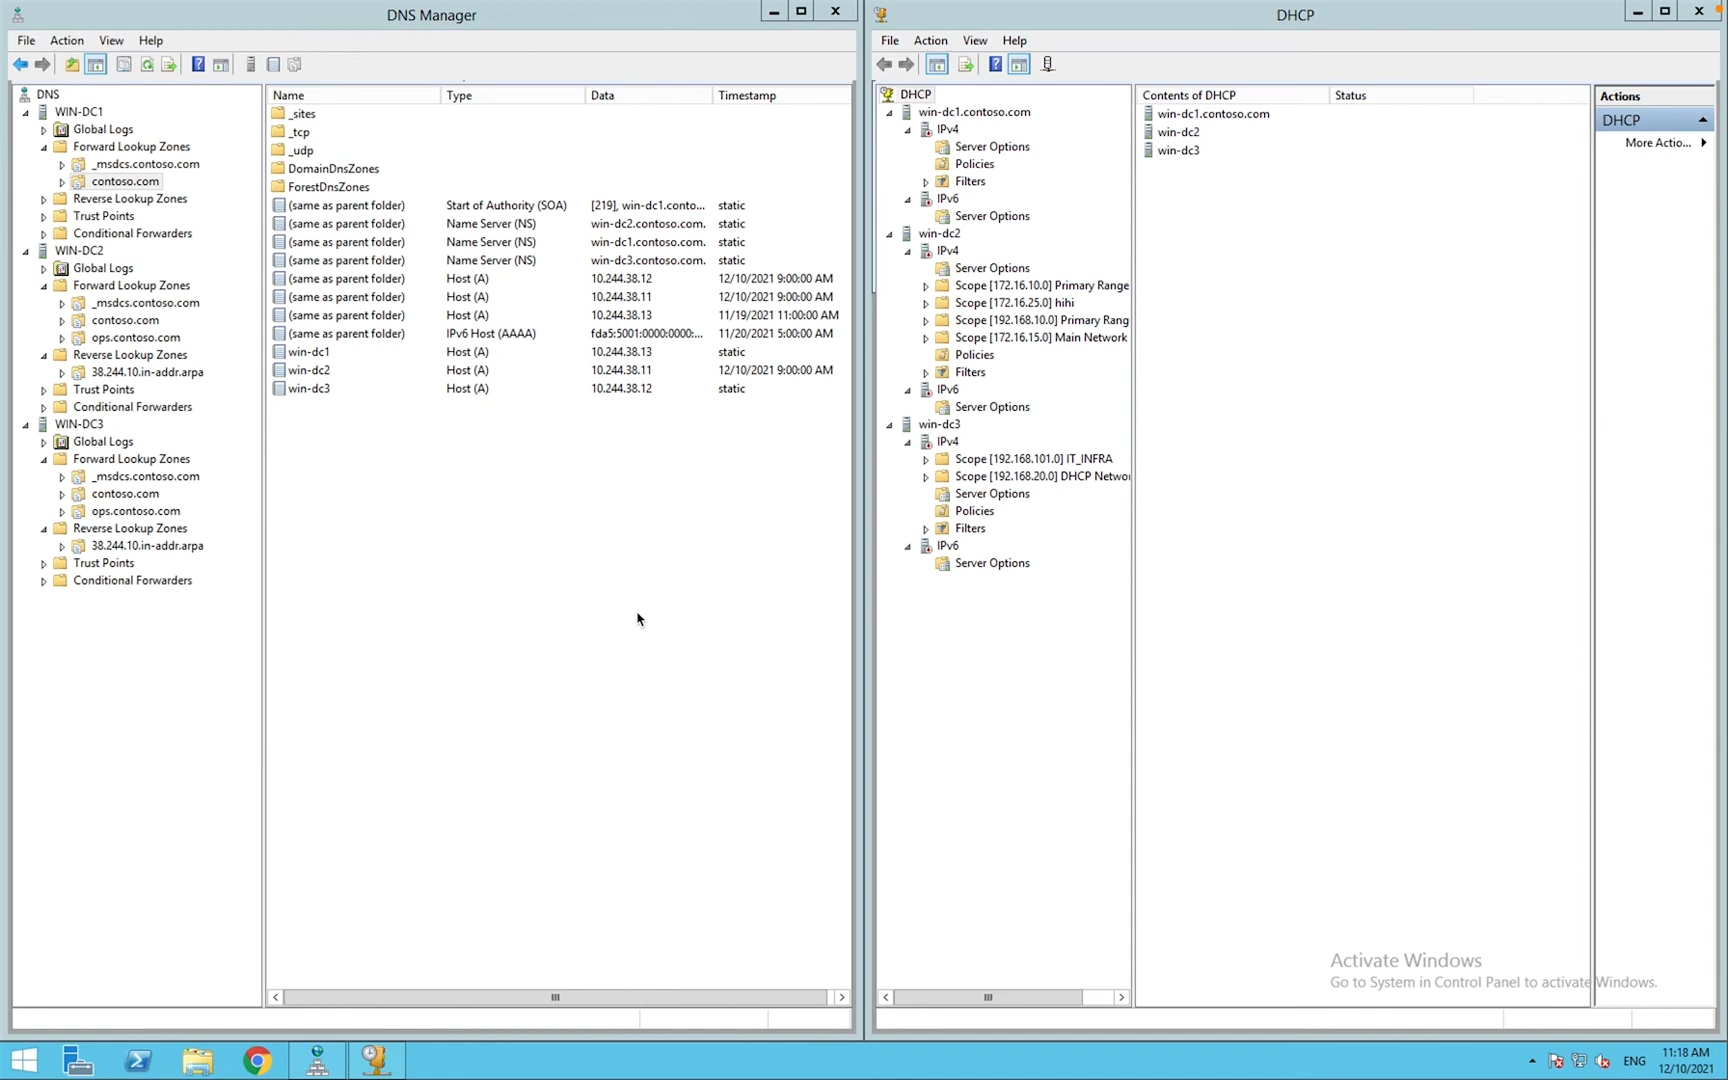 DNS Manager
File Action View Help
DNS
WIN-DC1
Global Logs
Forward Lookup Zones
_msdcs.contoso.com
contoso.com
Reverse Lookup Zones
Trust Points
Conditional Forwarders
WIN-DC2
Global Logs
Forward Lookup Zones
_msdcs.contoso.com
contoso.com
ops.contoso.com
Reverse Lookup Zones
38.244.10.in-addr.arpa
Trust Points
Conditional Forwarders
WIN-DC3
Global Logs
Forward Lookup Zones
_msdcs.contoso.com
contoso.com
ops.contoso.com
Reverse Lookup Zones
38.244.10.in-addr.arpa
Trust Points
Conditional Forwarders
Name Type Data Timestamp
_sites
_tcp
_udp
DomainDnsZones
ForestDnsZones
(same as parent folder) Start of Authority (SOA) [219], win-dc1.conto... static
(same as parent folder) Name Server (NS) win-dc2.contoso.com. static
(same as parent folder) Name Server (NS) win-dc1.contoso.com. static
(same as parent folder) Name Server (NS) win-dc3.contoso.com. static
(same as parent folder) Host (A) 10.244.38.12 12/10/2021 9:00:00 AM
(same as parent folder) Host (A) 10.244.38.11 12/10/2021 9:00:00 AM
(same as parent folder) Host (A) 10.244.38.13 11/19/2021 11:00:00 AM
(same as parent folder) IPv6 Host (AAAA) fda5:5001:0000:0000:... 11/20/2021 5:00:00 AM
win-dc1 Host (A) 10.244.38.13 static
win-dc2 Host (A) 10.244.38.11 12/10/2021 9:00:00 AM
win-dc3 Host (A) 10.244.38.12 static
DHCP
File Action View Help
DHCP
win-dc1.contoso.com
IPv4
Server Options
Policies
Filters
IPv6
Server Options
win-dc2
IPv4
Server Options
Scope [172.16.10.0] Primary Range
Scope [172.16.25.0] hihi
Scope [192.168.10.0] Primary Rang
Scope [172.16.15.0] Main Network
Policies
Filters
IPv6
Server Options
win-dc3
IPv4
Scope [192.168.101.0] IT_INFRA
Scope [192.168.20.0] DHCP Networ
Server Options
Policies
Filters
IPv6
Server Options
Contents of DHCP Status
win-dc1.contoso.com
win-dc2
win-dc3
Actions
DHCP
More Actio...
Activate Windows
Go to System in Control Panel to activate Windows.
ENG
11:18 AM
12/10/2021